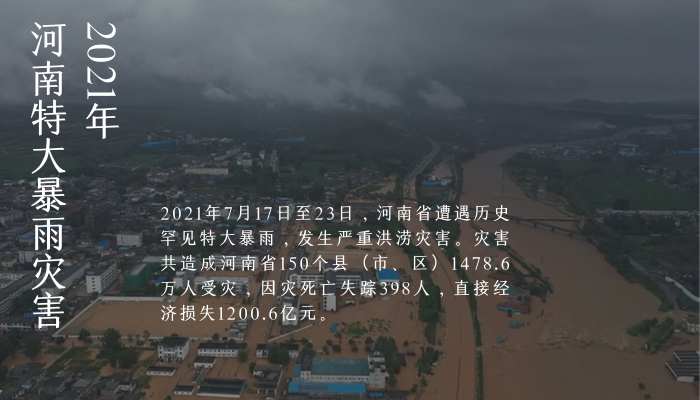 2021年
河南特大暴雨灾害
2021年7月17日至23日，河南省遭遇历史
罕见特大暴雨，发生严重洪涝灾害。灾害
共造成河南省150个县（市、区）1478.6
万人受灾，因灾死亡失踪398人，直接经
济损失1200.6亿元。